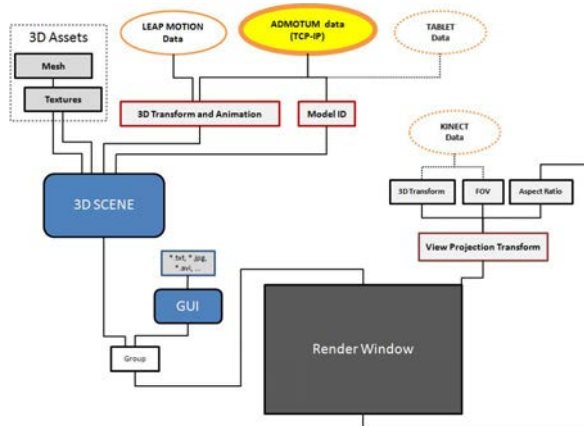 3D Assets
Mesh
Textures
LEAP MOTION
Data
ADMOTUM data
(TCP-IP)
TABLET
Data
3D Transform and Animation
Model ID
KINECT
Data
3D Transform
FOV
Aspect Ratio
View Projection Transform
3D SCENE
*.txt, *.jpg,
*.avi, ...
GUI
Group
Render Window